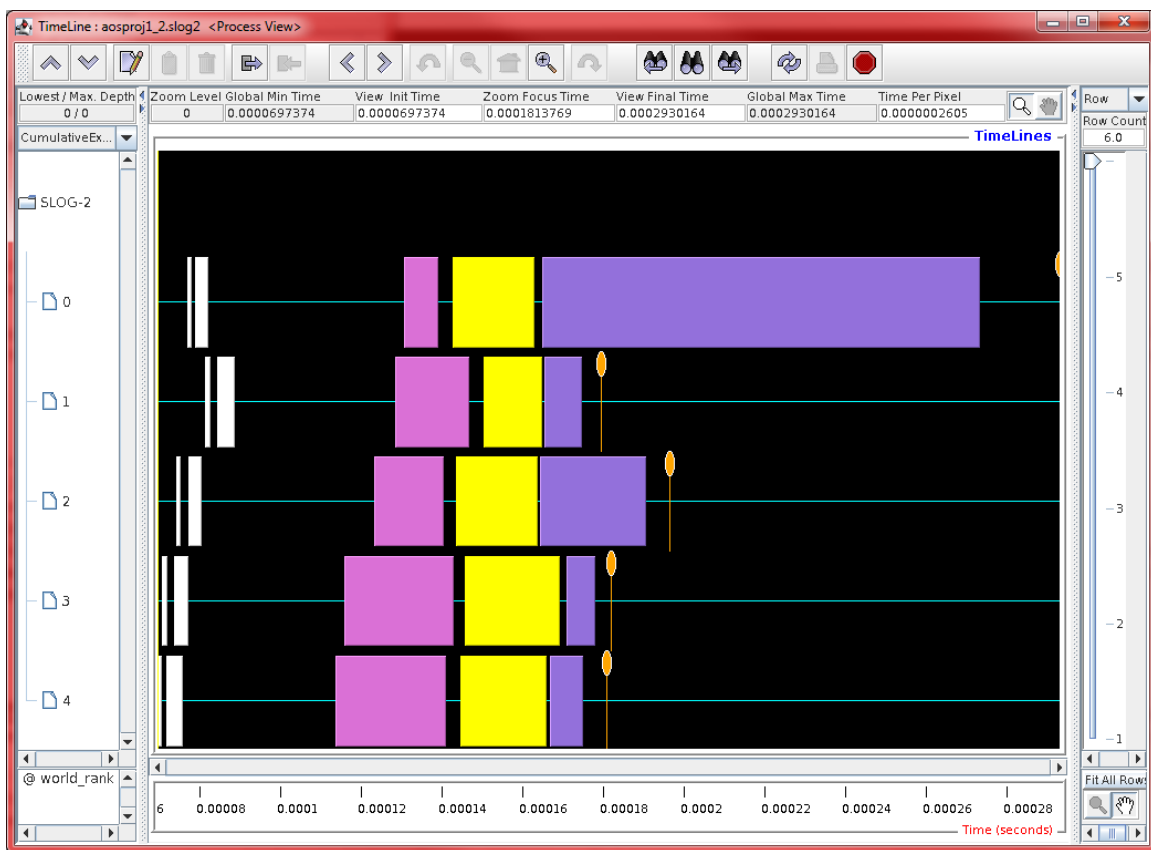 TimeLine : aosproj1_2.slog2 <Process View>
Lowest / Max. Depth Zoom Level Global Min Time View Init Time Zoom Focus Time View Final Time Global Max Time Time Per Pixel Row
0 / 0 0 0.0000697374 0.0000697374 0.0001813769 0.0002930164 0.0002930164 0.0000002605 Row Count
CumulativeEx... TimeLines 6.0
SLOG-2
0
1
2
3
4
5
4
3
2
1
@ world_rank Fit All Rows
6 0.00008 0.0001 0.00012 0.00014 0.00016 0.00018 0.0002 0.00022 0.00024 0.00026 0.00028
Time (seconds)